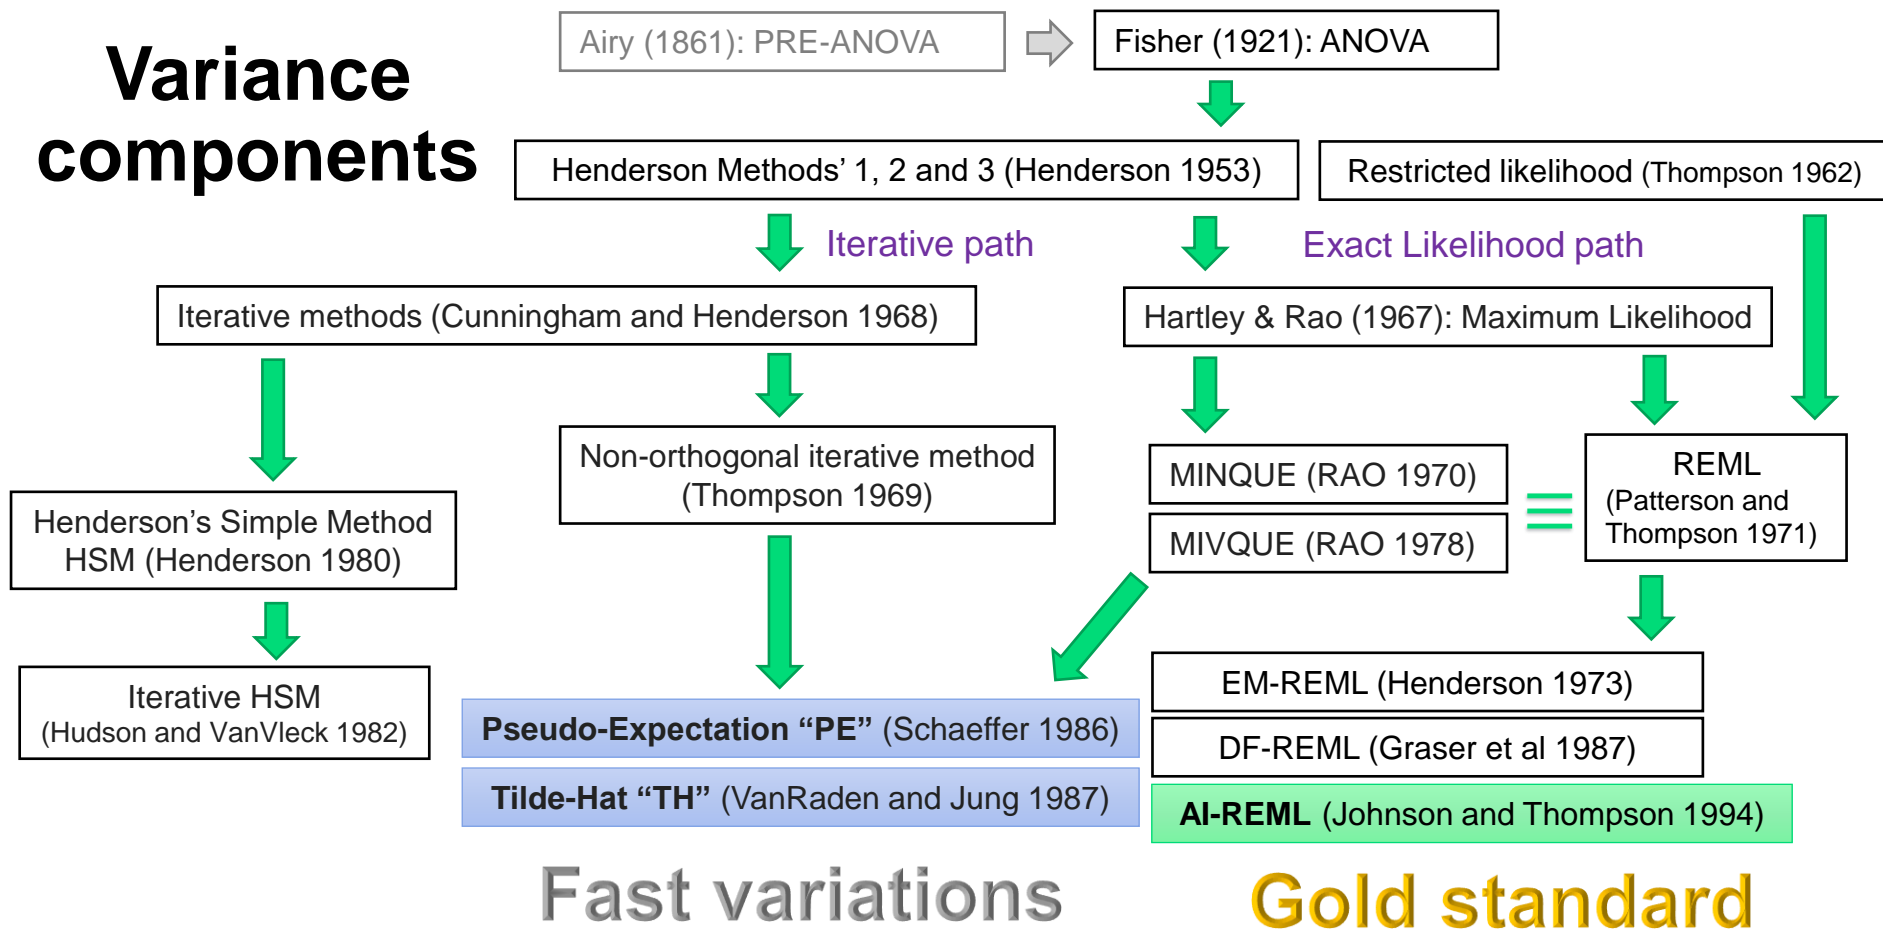 Variance
components
Airy (1861): PRE-ANOVA
Fisher (1921): ANOVA
Henderson Methods’ 1, 2 and 3 (Henderson 1953)
Restricted likelihood (Thompson 1962)
Iterative path
Exact Likelihood path
Iterative methods (Cunningham and Henderson 1968)
Hartley & Rao (1967): Maximum Likelihood
Non-orthogonal iterative method
(Thompson 1969)
MINQUE (RAO 1970)
MIVQUE (RAO 1978)
≡
REML
(Patterson and
Thompson 1971)
Henderson’s Simple Method
HSM (Henderson 1980)
Iterative HSM
(Hudson and VanVleck 1982)
Pseudo-Expectation “PE” (Schaeffer 1986)
Tilde-Hat “TH” (VanRaden and Jung 1987)
EM-REML (Henderson 1973)
DF-REML (Graser et al 1987)
AI-REML (Johnson and Thompson 1994)
Fast variations
Gold standard